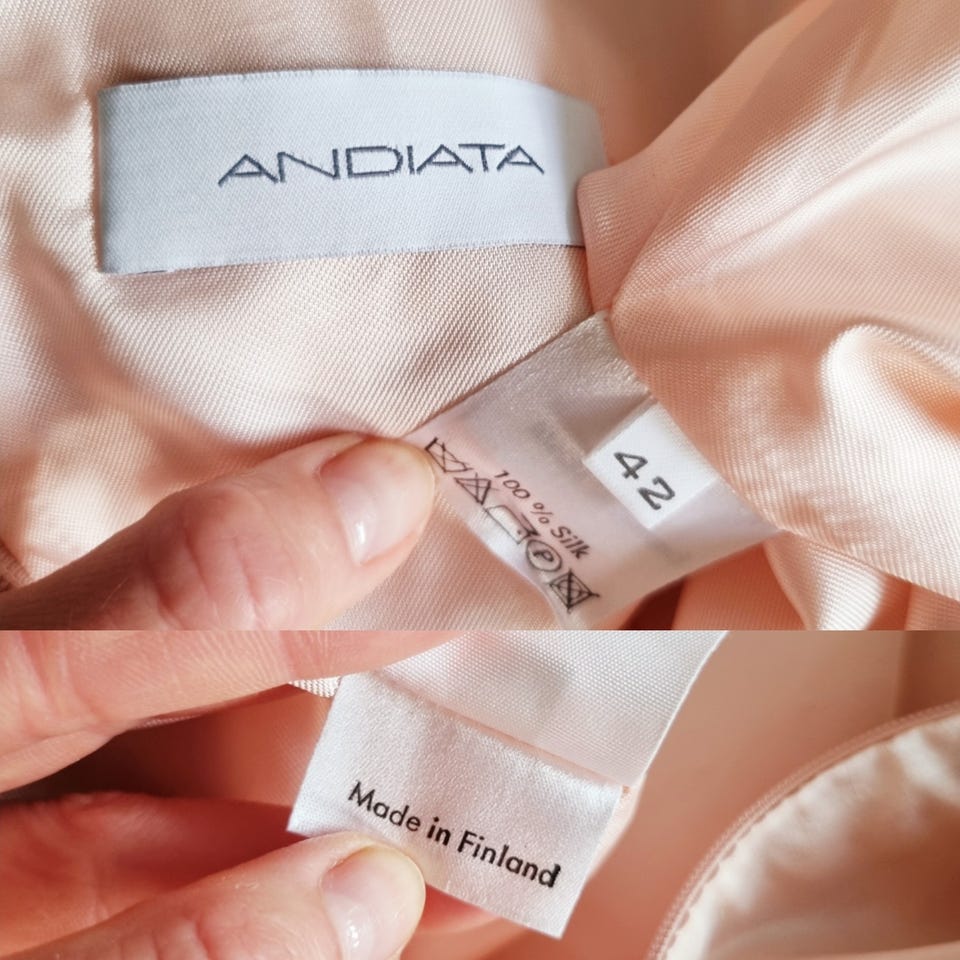 ANDIATA
42
100 % Silk
P
Made in Finland